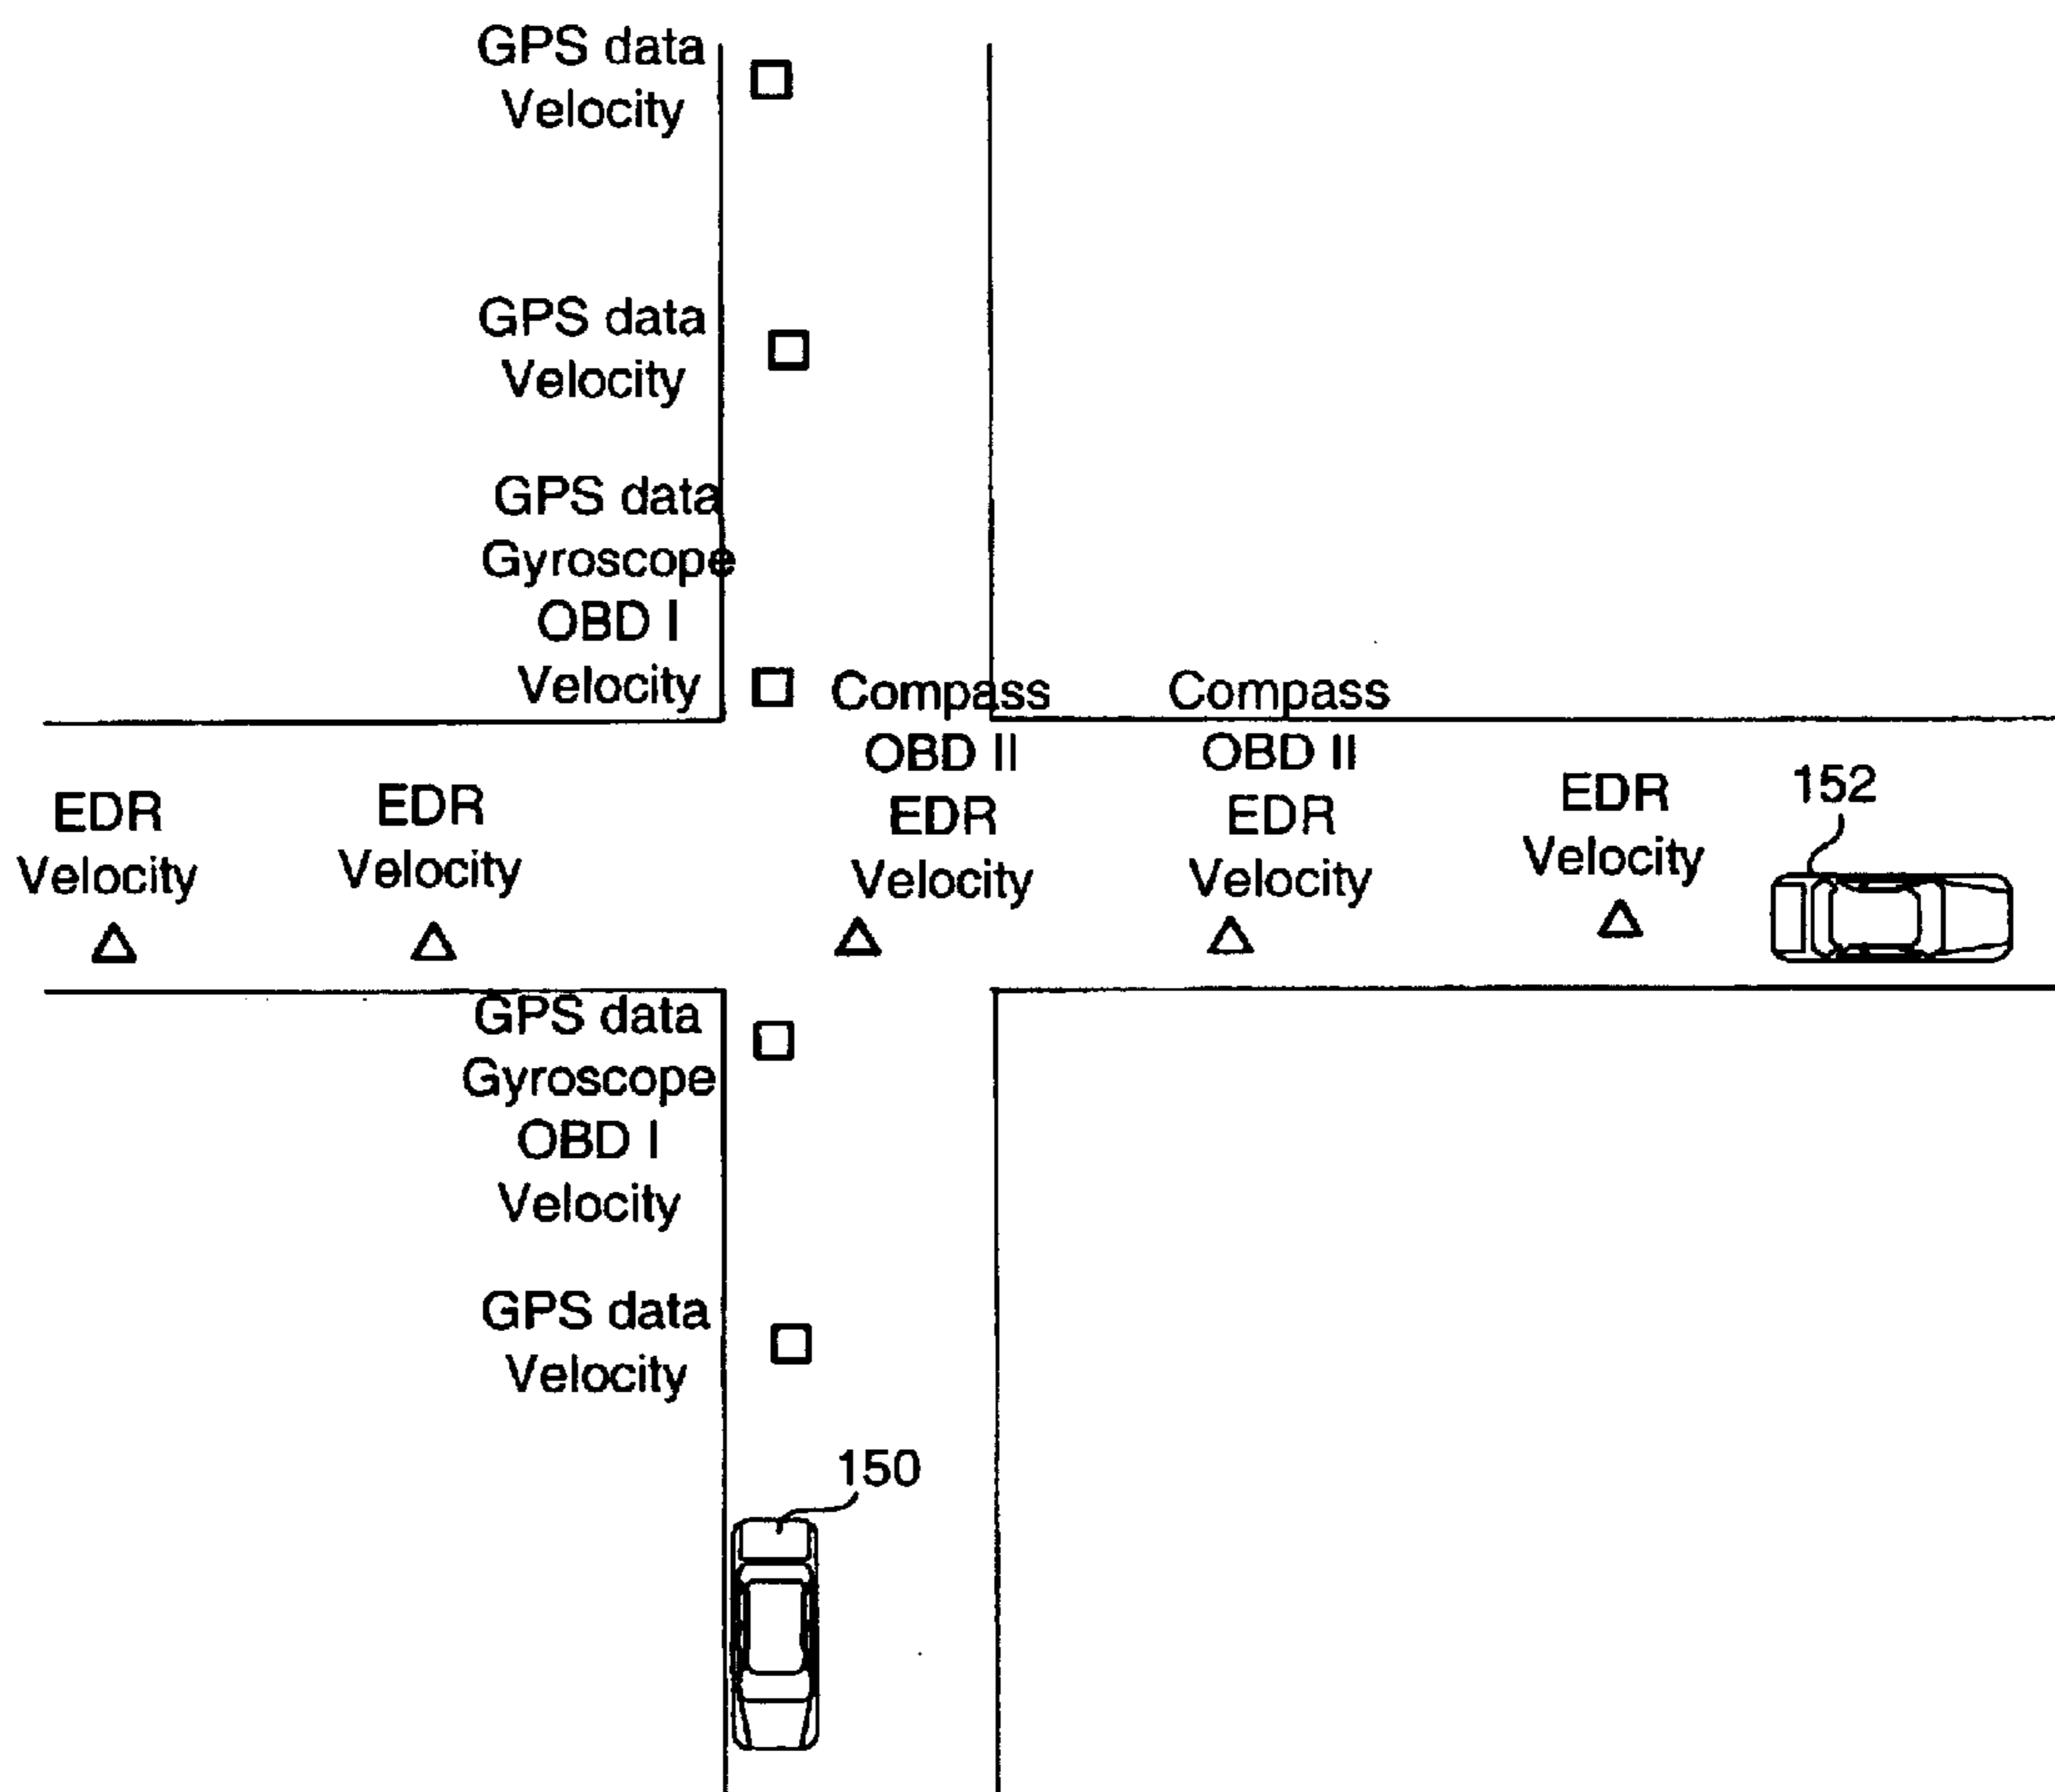 GPS data
Velocity
GPS data
Velocity
GPS data
Gyroscope
OBD I
Velocity
Compass
OBD II
EDR
Velocity
Compass
OBD II
EDR
Velocity
EDR
Velocity
EDR
Velocity
EDR
Velocity
152
GPS data
Gyroscope
OBD I
Velocity
GPS data
Velocity
150